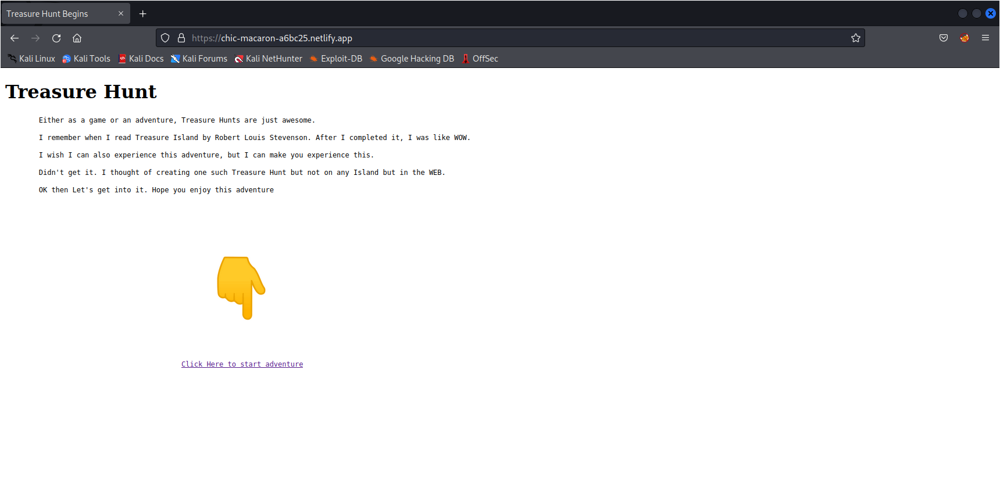 Treasure Hunt Begins
https://chic-macaron-a6bc25.netlify.app
Kali Linux Kali Tools Kali Docs Kali Forums Kali NetHunter Exploit-DB Google Hacking DB OffSec
Treasure Hunt
Either as a game or an adventure, Treasure Hunts are just awesome.
I remember when I read Treasure Island by Robert Louis Stevenson. After I completed it, I was like WOW.
I wish I can also experience this adventure, but I can make you experience this.
Didn't get it. I thought of creating one such Treasure Hunt but not on any Island but in the WEB.
OK then Let's get into it. Hope you enjoy this adventure
Click Here to start adventure